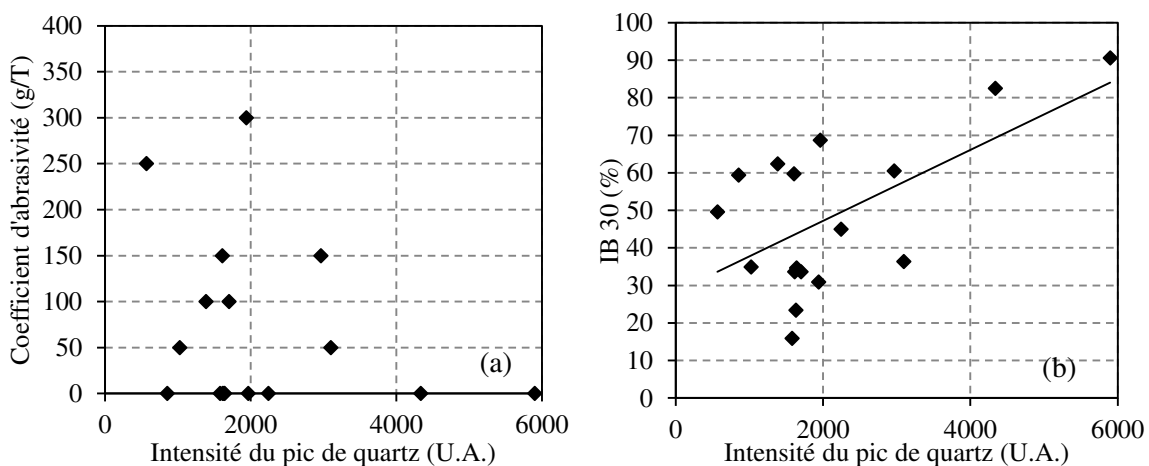 400
350
300
250
200
150
100
50
0
Coefficient d'abrasivité (g/T)
(a)
0 2000 4000 6000
Intensité du pic de quartz (U.A.)
100
90
80
70
60
50
40
30
20
10
0
IB 30 (%)
(b)
0 2000 4000 6000
Intensité du pic de quartz (U.A.)